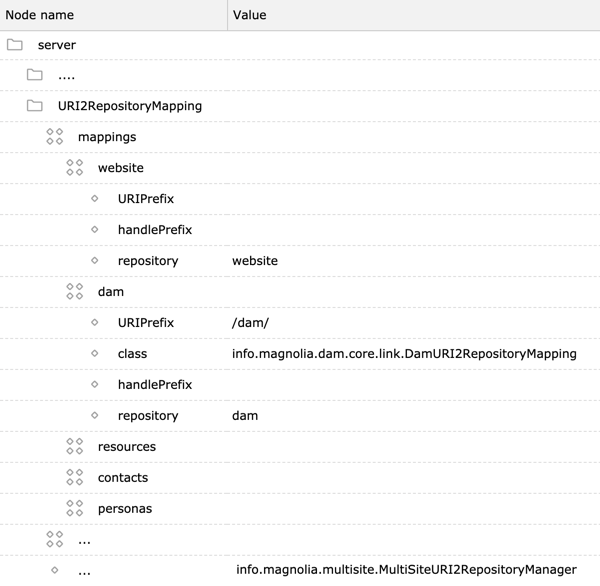 Node name Value
server
....
URI2RepositoryMapping
mappings
website
URIPrefix
handlePrefix
repository website
dam
URIPrefix /dam/
class info.magnolia.dam.core.link.DamURI2RepositoryMapping
handlePrefix
repository dam
resources
contacts
personas
...
... info.magnolia.multisite.MultiSiteURI2RepositoryManager